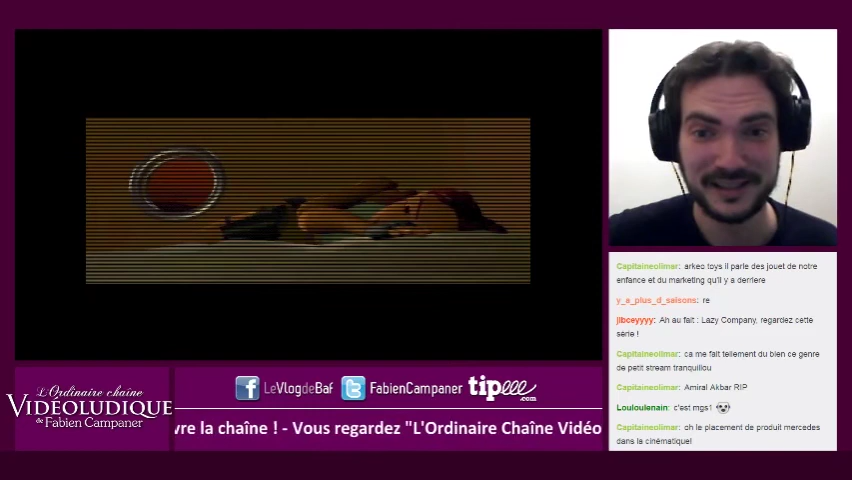 Capitaineolimar: arkeo toys il parle des jouet de notre
enfance et du marketing qu'il y a derriere
y_a_plus_d_saisons: re
jibceyyyy: Ah au fait : Lazy Company, regardez cette
série !
Capitaineolimar: ca me fait tellement du bien ce genre
de petit stream tranquillou
Capitaineolimar: Amiral Akbar RIP
Louloulenain: c'est mgs1
Capitaineolimar: oh le placement de produit mercedes
dans la cinématique!
L'Ordinaire chaîne
VIDÉOLUDIQUE
de Fabien Campaner
LeVlogdeBaf
FabienCampaner
tipeee
.com
vre la chaîne ! - Vous regardez "L'Ordinaire Chaîne Vidéo